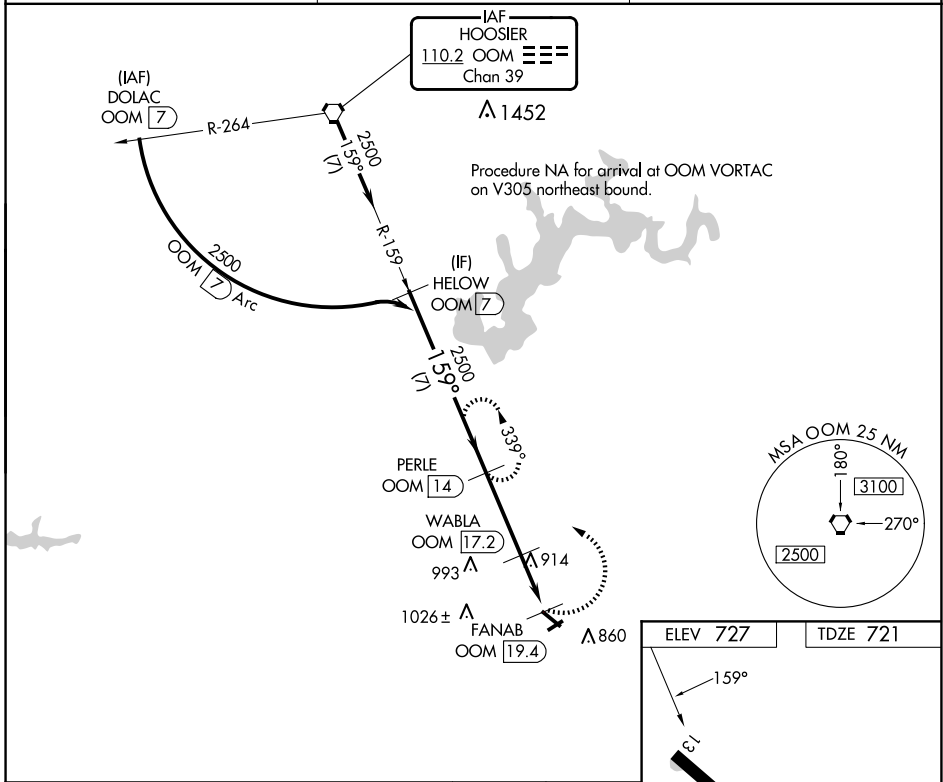 IAF
HOOSIER
110.2 OOM
Chan 39
1452
(IAF)
DOLAC
OOM 7
R-264
2500
159°
(7)
Procedure NA for arrival at OOM VORTAC
on V305 northeast bound.
R-159
2500
OOM 7 Arc
(IF)
HELOW
OOM 7
2500
159°
(7)
339°
PERLE
OOM 14
WABLA
OOM 17.2
993
914
1026±
FANAB
OOM 19.4
860
MSA OOM 25 NM
180°
3100
270°
2500
ELEV 727
TDZE 721
159°
13